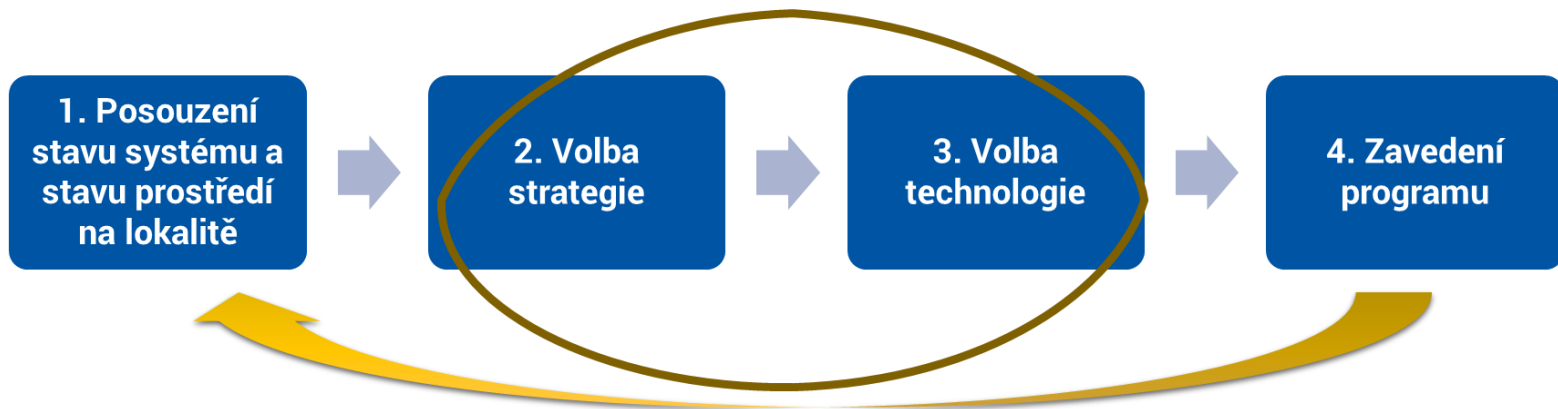 1. Posouzení
stavu systému a
stavu prostředí
na lokalitě
2. Volba
strategie
3. Volba
technologie
4. Zavedení
programu